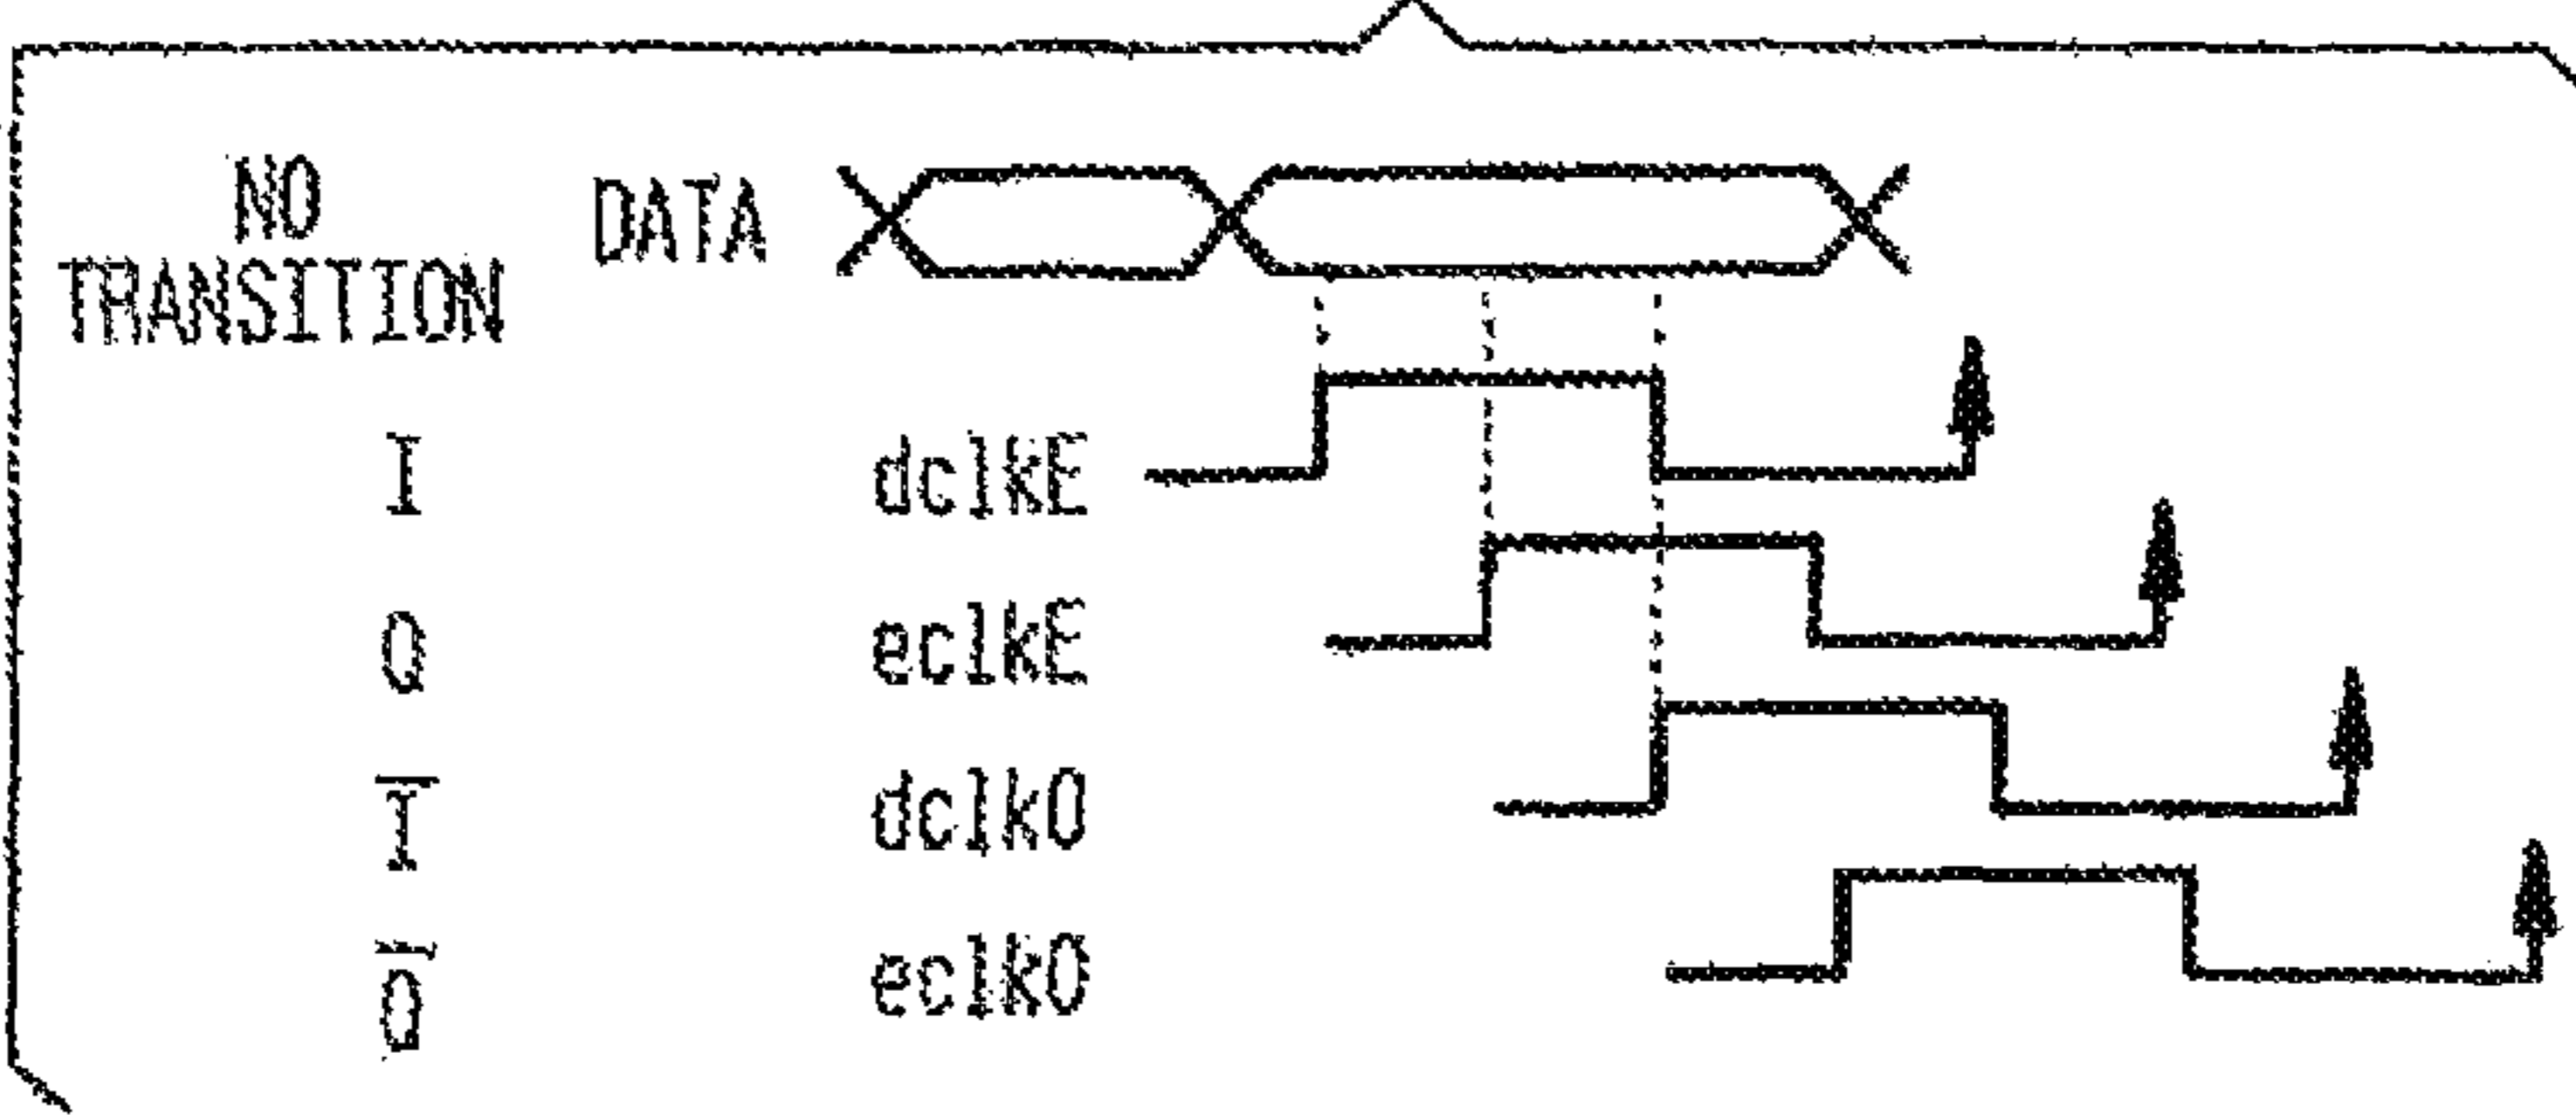 NO
TRANSITION
DATA
I dclkE
Q eclkE
I̅ dclkO
Q̅ eclkO